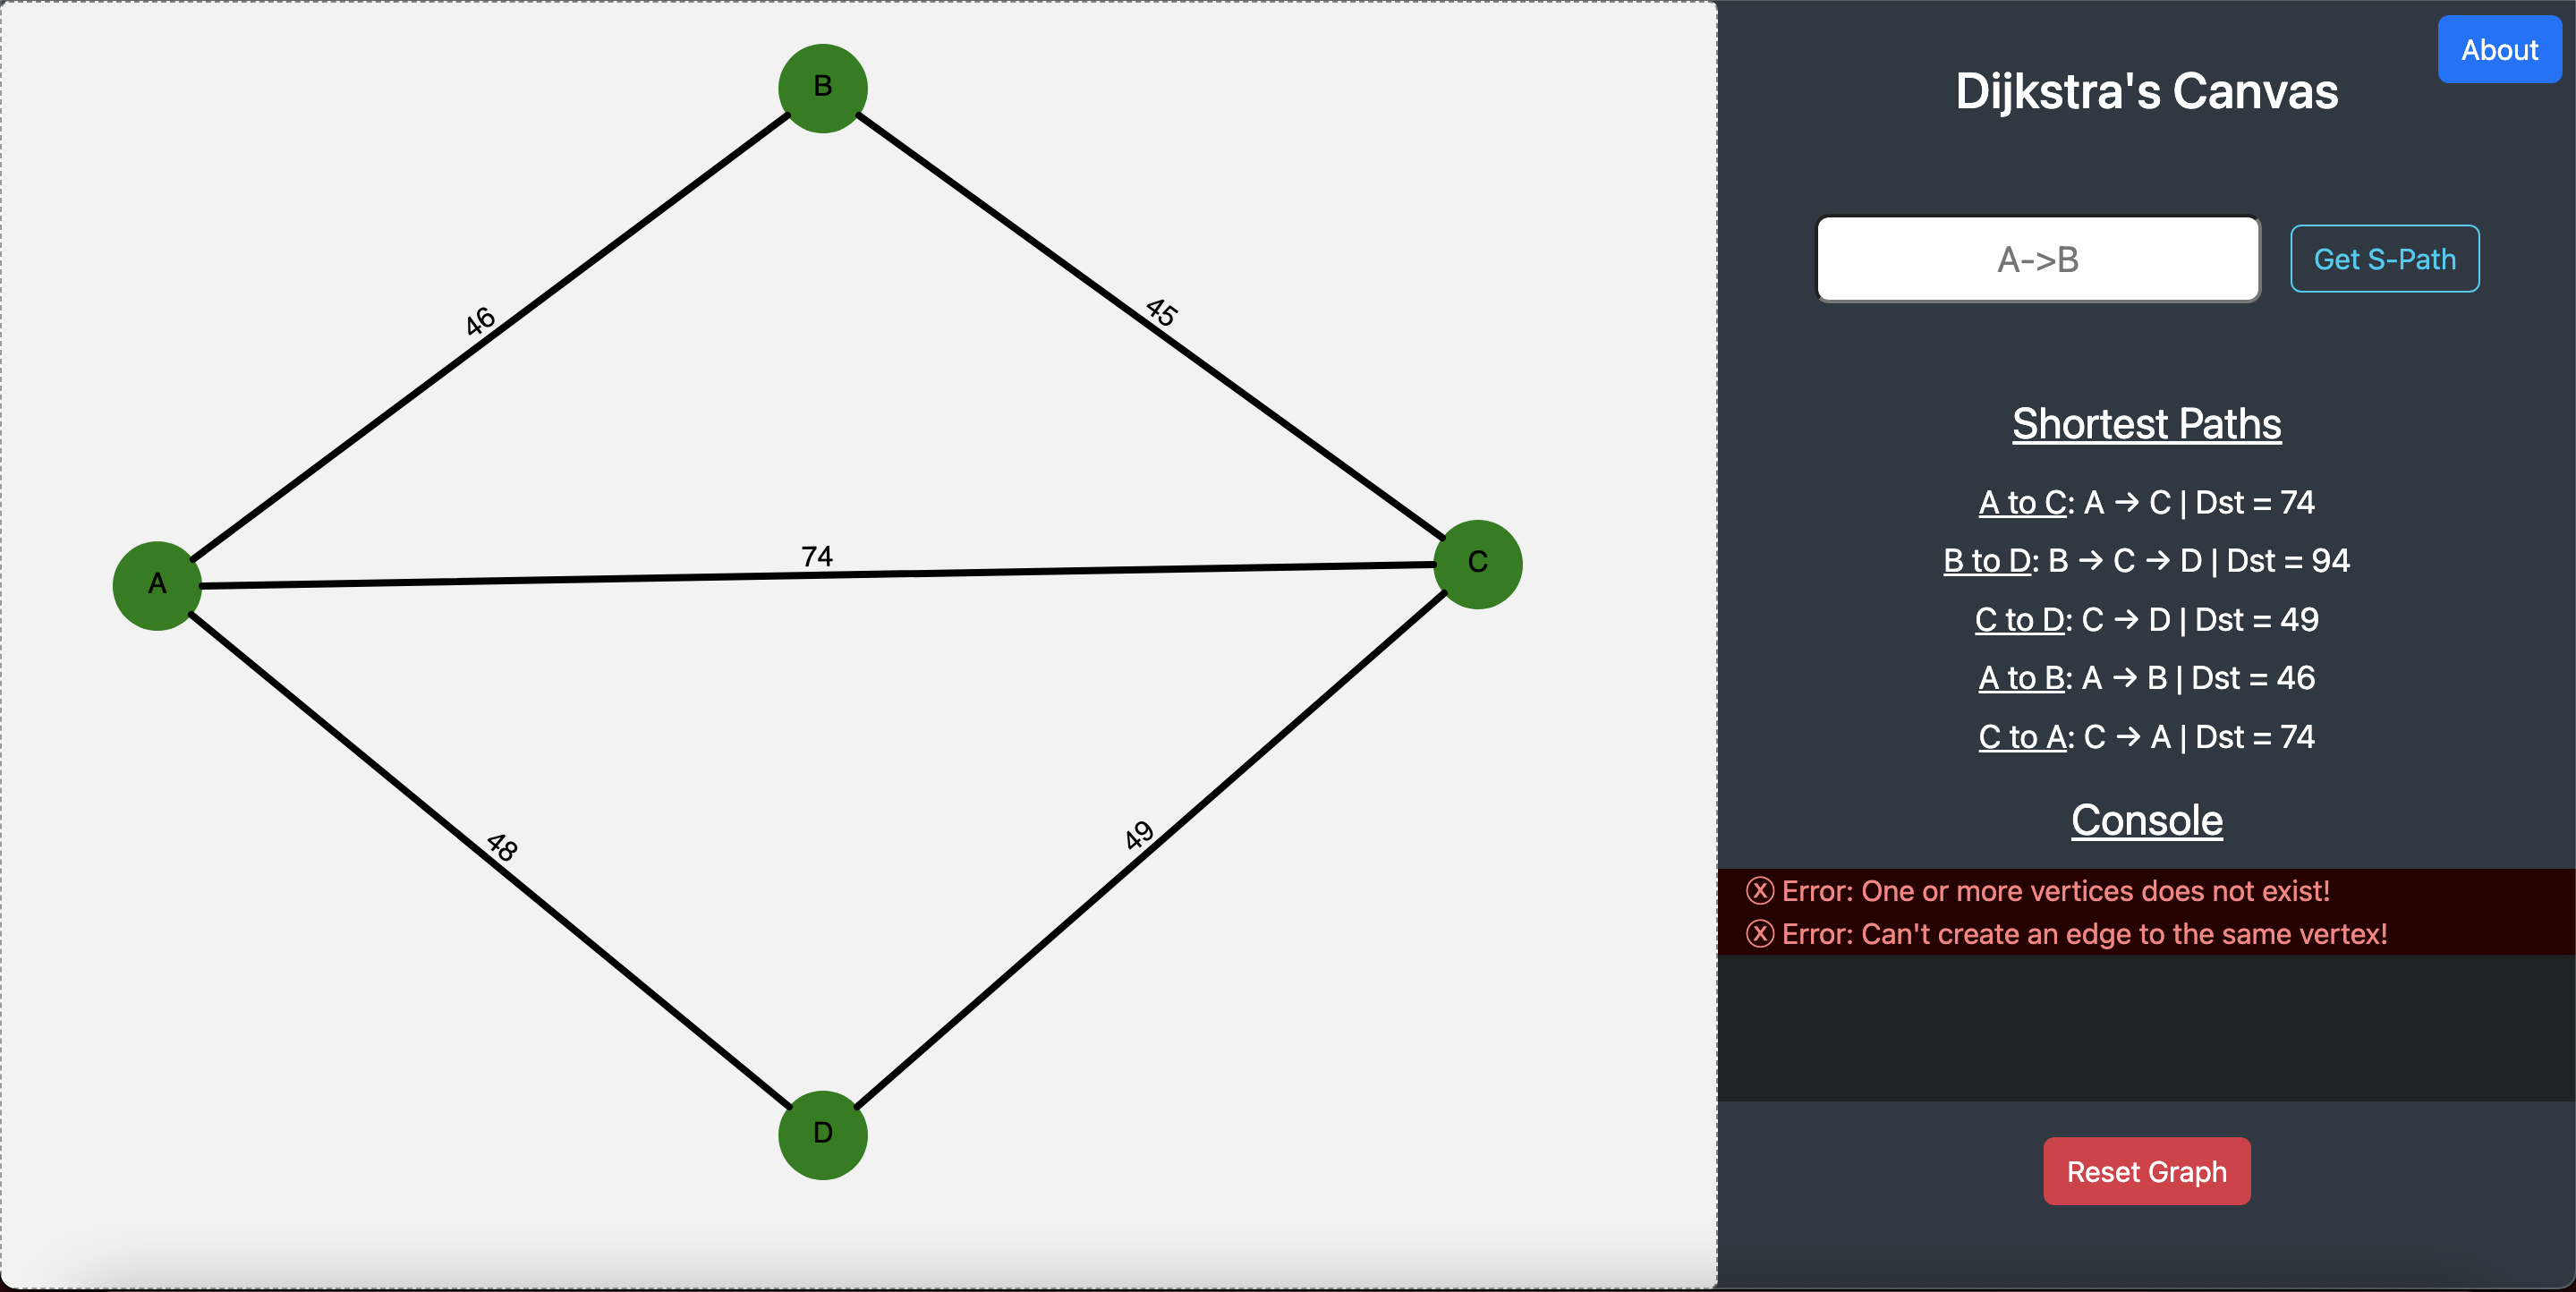 B
46
45
74
A
C
48
49
D
About
Dijkstra's Canvas
A->B
Get S-Path
Shortest Paths
A to C: A → C | Dst = 74
B to D: B → C → D | Dst = 94
C to D: C → D | Dst = 49
A to B: A → B | Dst = 46
C to A: C → A | Dst = 74
Console
ⓧ Error: One or more vertices does not exist!
ⓧ Error: Can't create an edge to the same vertex!
Reset Graph